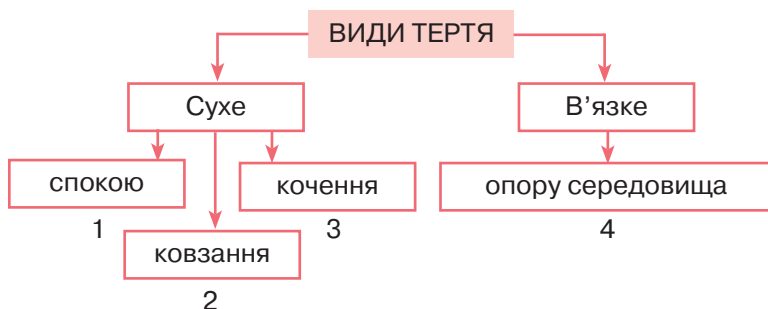 ВИДИ ТЕРТЯ
Сухе
В’язке
спокою
кочення
опору середовища
1
3
4
ковзання
2